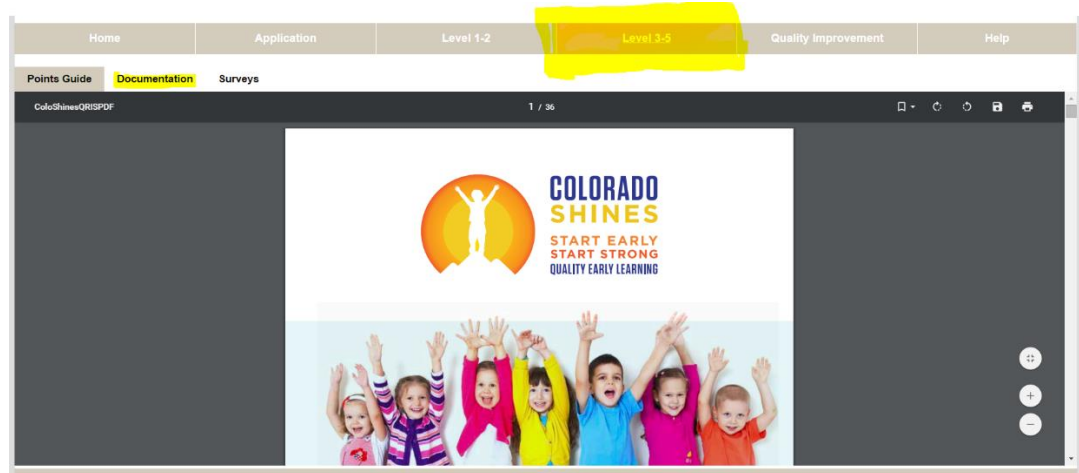 Home Application Level 1-2 Level 3-5 Quality Improvement Help
Points Guide Documentation Surveys
ColoShinesQRISPDF 1 / 36
COLORADO
SHINES
START EARLY
START STRONG
QUALITY EARLY LEARNING